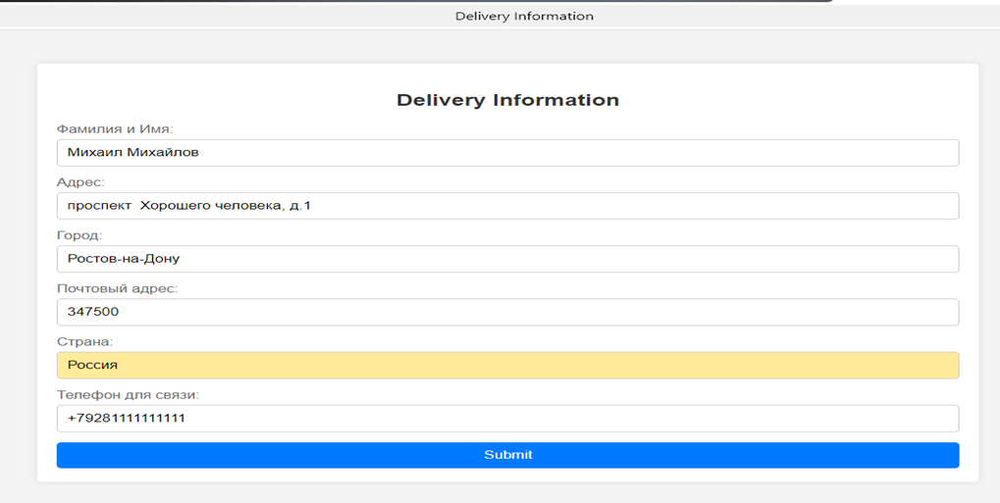 Delivery Information
Delivery Information
Фамилия и Имя:
Михаил Михайлов
Адрес:
проспект  Хорошего человека, д.1
Город:
Ростов-на-Дону
Почтовый адрес:
347500
Страна:
Россия
Телефон для связи:
+79281111111111
Submit